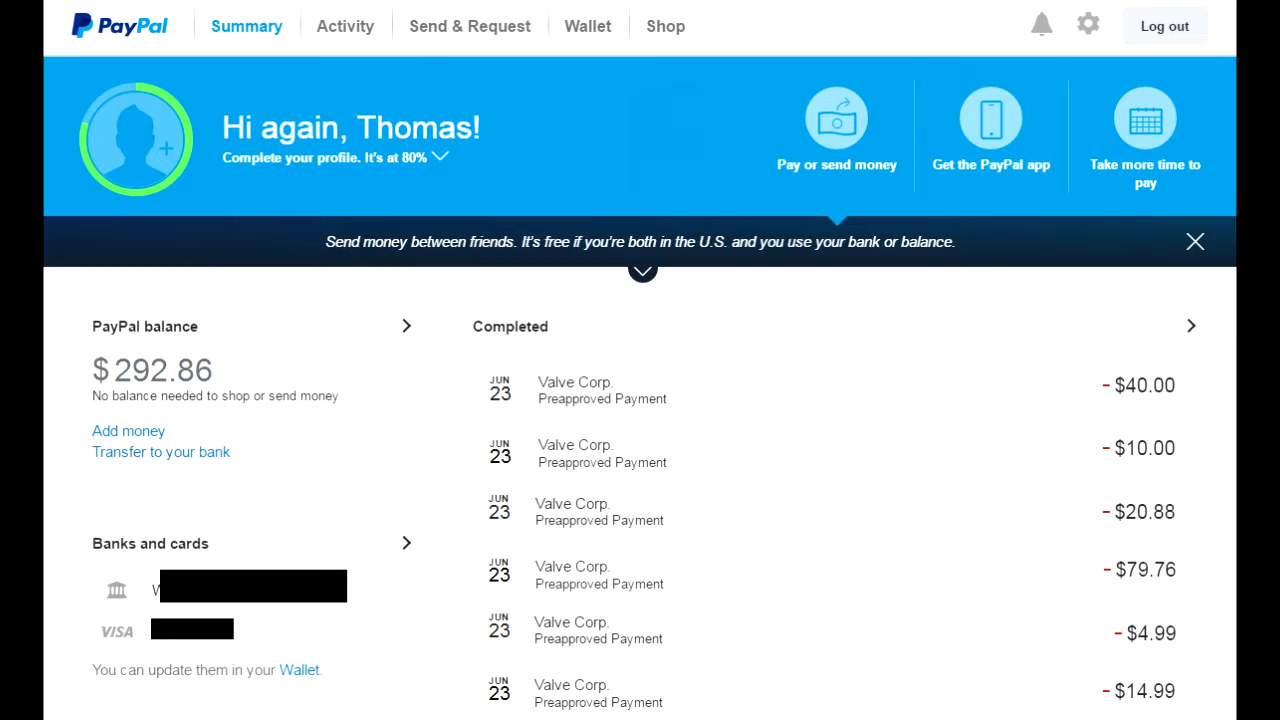 PayPal
Summary
Activity
Send & Request
Wallet
Shop
Log out
Hi again, Thomas!
Complete your profile. It's at 80%
Pay or send money
Get the PayPal app
Take more time to
pay
Send money between friends. It's free if you're both in the U.S. and you use your bank or balance.
PayPal balance
$292.86
No balance needed to shop or send money
Add money
Transfer to your bank
Banks and cards
VISA
You can update them in your Wallet.
Completed
JUN
23
Valve Corp.
Preapproved Payment
- $40.00
JUN
23
Valve Corp.
Preapproved Payment
- $10.00
JUN
23
Valve Corp.
Preapproved Payment
- $20.88
JUN
23
Valve Corp.
Preapproved Payment
- $79.76
JUN
23
Valve Corp.
Preapproved Payment
- $4.99
JUN
23
Valve Corp.
Preapproved Payment
- $14.99